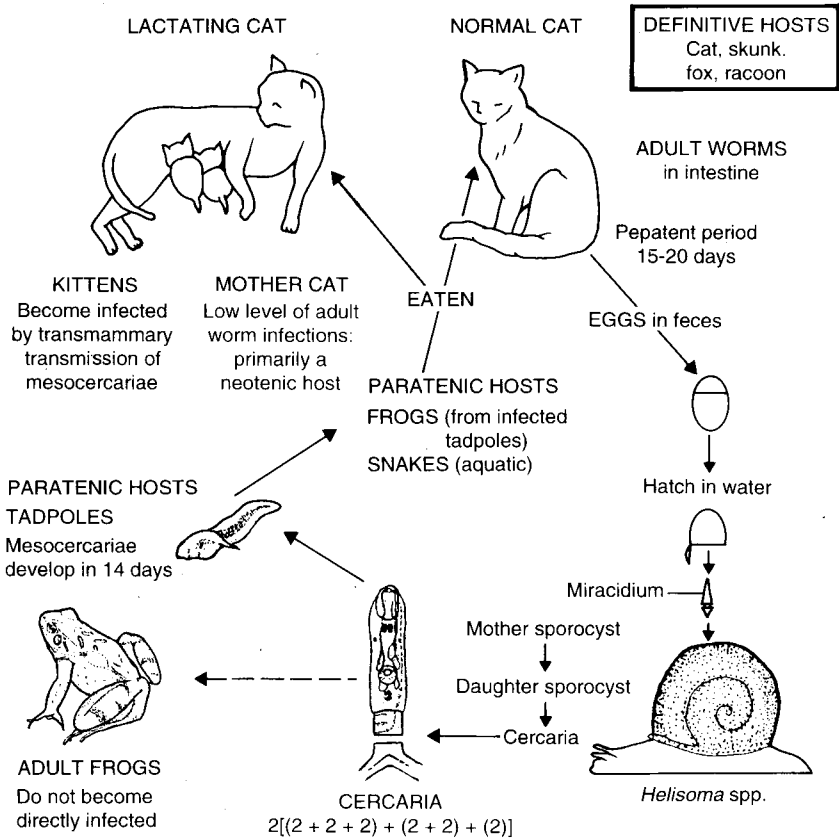 LACTATING CAT
NORMAL CAT
DEFINITIVE HOSTS
Cat, skunk.
fox, racoon
ADULT WORMS
in intestine
Pepatent period
15-20 days
KITTENS
Become infected
by transmammary
transmission of
mesocercariae
MOTHER CAT
Low level of adult
worm infections:
primarily a
neotenic host
EATEN
EGGS in feces
PARATENIC HOSTS
FROGS (from infected
tadpoles)
SNAKES (aquatic)
Hatch in water
PARATENIC HOSTS
TADPOLES
Mesocercariae
develop in 14 days
Miracidium
Mother sporocyst
Daughter sporocyst
Cercaria
ADULT FROGS
Do not become
directly infected
CERCARIA
2[(2 + 2 + 2) + (2 + 2) + (2)]
Helisoma spp.